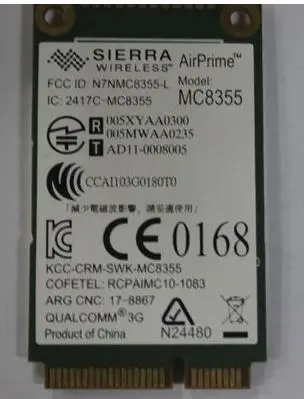 SIERRA WIRELESS AirPrime™
FCC ID: N7NMC8355-L Model:
IC: 2417C-MC8355 MC8355
R 005XYAA0300
005MWAA0235
T AD11-0008005
CCAI103G0180T0
「減少電磁波影響，請妥適使用」
CE 0168
KCC-CRM-SWK-MC8355
COFETEL: RCPAIMC10-1083
ARG CNC: 17-8867
QUALCOMM® 3G
Product of China N24480